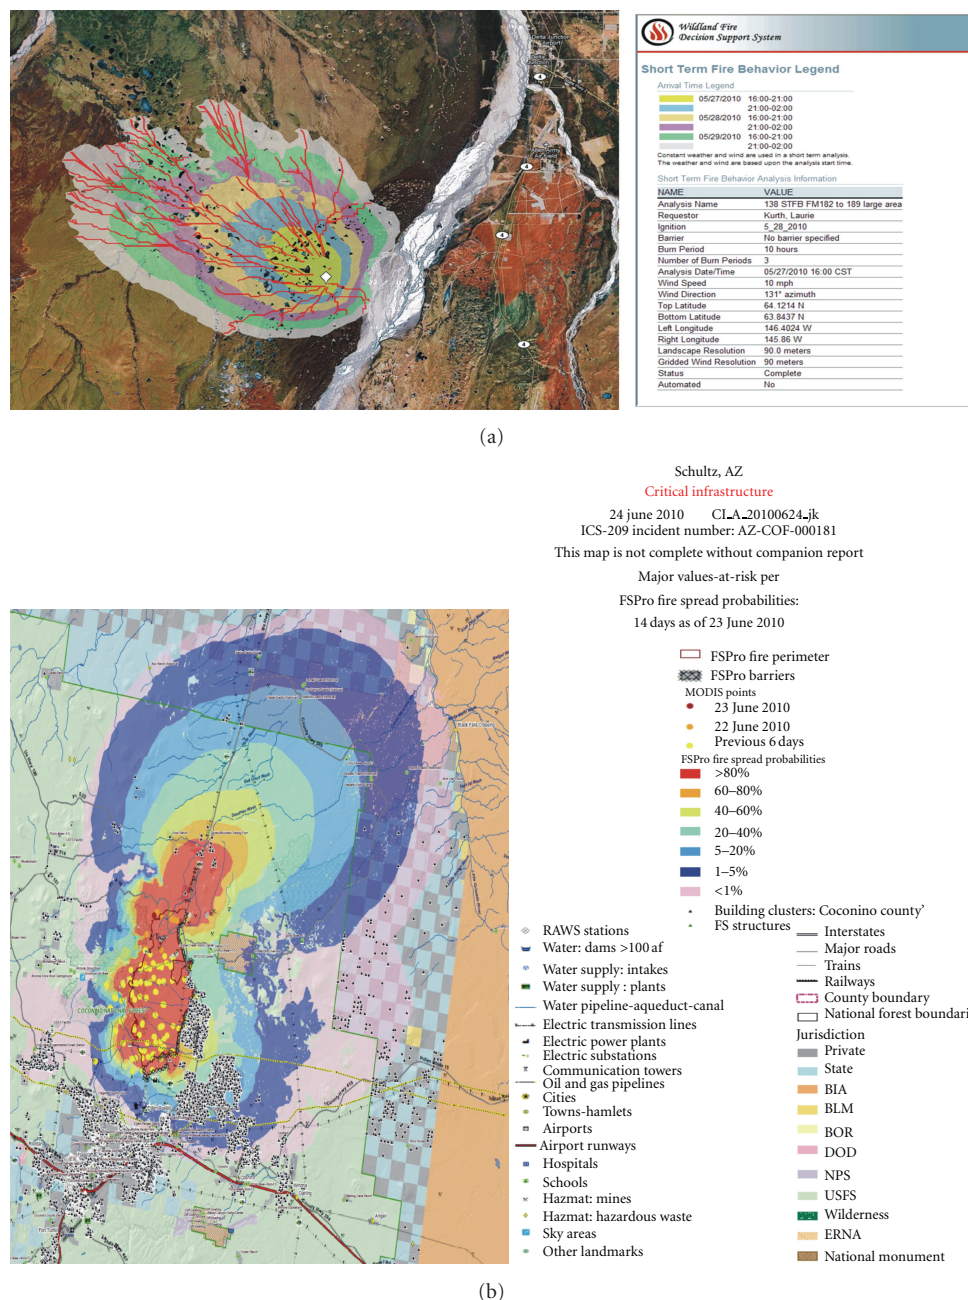 Delta Junction
Airport
4
4
4
4
Wildland Fire
Decision Support System
Short Term Fire Behavior Legend
Arrival Time Legend
05/27/2010 16:00-21:00
21:00-02:00
05/28/2010 16:00-21:00
21:00-02:00
05/29/2010 16:00-21:00
21:00-02:00
Constant weather and wind are used in a short term analysis.
The weather and wind are based upon the analysis start time.
Short Term Fire Behavior Analysis Information
NAME VALUE
Analysis Name 138 STFB FM182 to 189 large area
Requestor Kurth, Laurie
Ignition 5_28_2010
Barrier No barrier specified
Burn Period 10 hours
Number of Burn Periods 3
Analysis Date/Time 05/27/2010 16:00 CST
Wind Speed 10 mph
Wind Direction 131° azimuth
Top Latitude 64.1214 N
Bottom Latitude 63.8437 N
Left Longitude 146.4024 W
Right Longitude 145.86 W
Landscape Resolution 90.0 meters
Gridded Wind Resolution 90 meters
Status Complete
Automated No
(a)
Schultz, AZ
Critical infrastructure
24 june 2010 CI_A_20100624_jk
ICS-209 incident number: AZ-COF-000181
This map is not complete without companion report
Major values-at-risk per
FSPro fire spread probabilities:
14 days as of 23 June 2010
FSPro fire perimeter
FSPro barriers
MODIS points
23 June 2010
22 June 2010
Previous 6 days
FSPro fire spread probabilities
>80%
60–80%
40–60%
20–40%
5–20%
1–5%
<1%
Building clusters: Coconino county'
FS structures
RAWS stations
Water: dams >100 af
Water supply: intakes
Water supply : plants
Water pipeline-aqueduct-canal
Electric transmission lines
Electric power plants
Electric substations
Communication towers
Oil and gas pipelines
Cities
Towns-hamlets
Airports
Airport runways
Hospitals
Schools
Hazmat: mines
Hazmat: hazardous waste
Sky areas
Other landmarks
Interstates
Major roads
Trains
Railways
County boundary
National forest boundari
Jurisdiction
Private
State
BIA
BLM
BOR
DOD
NPS
USFS
Wilderness
ERNA
National monument
(b)